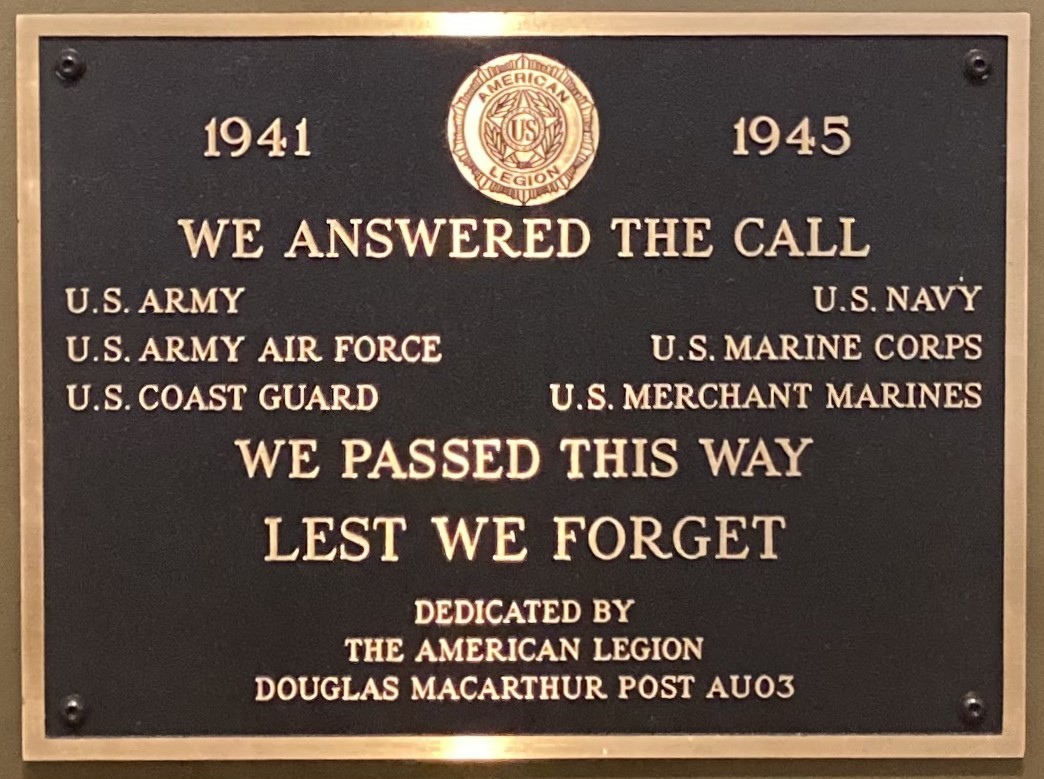 AMERICAN
US
LEGION
1941 1945
WE ANSWERED THE CALL
U.S. ARMY U.S. NAVY
U.S. ARMY AIR FORCE U.S. MARINE CORPS
U.S. COAST GUARD U.S. MERCHANT MARINES
WE PASSED THIS WAY
LEST WE FORGET
DEDICATED BY
THE AMERICAN LEGION
DOUGLAS MACARTHUR POST AU03